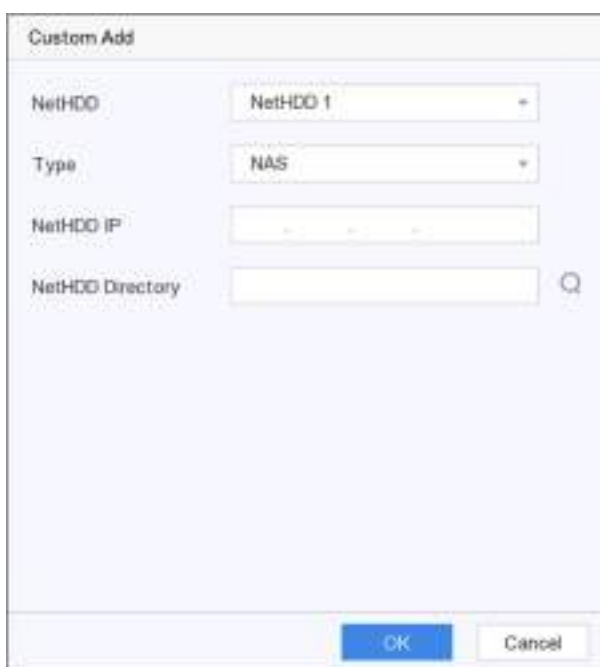 Custom Add
NetHDD NetHDD 1
Type NAS
NetHDD IP . . .
NetHDD Directory
OK Cancel